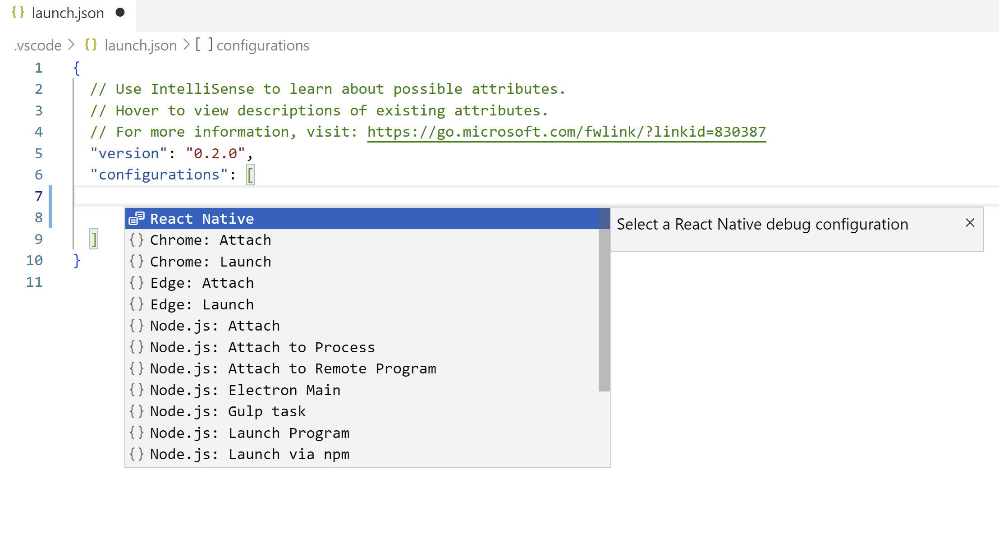 {} launch.json ●
.vscode > {} launch.json > [ ] configurations
1 {
2 // Use IntelliSense to learn about possible attributes.
3 // Hover to view descriptions of existing attributes.
4 // For more information, visit: https://go.microsoft.com/fwlink/?linkid=830387
5 "version": "0.2.0",
6 "configurations": [
7
8
9 ]
10 }
11
React Native
{} Chrome: Attach
{} Chrome: Launch
{} Edge: Attach
{} Edge: Launch
{} Node.js: Attach
{} Node.js: Attach to Process
{} Node.js: Attach to Remote Program
{} Node.js: Electron Main
{} Node.js: Gulp task
{} Node.js: Launch Program
{} Node.js: Launch via npm
Select a React Native debug configuration